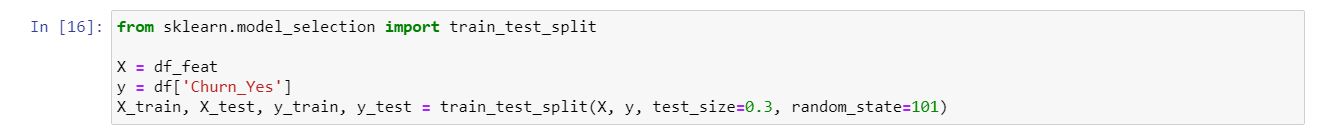 In [16]: from sklearn.model_selection import train_test_split
X = df_feat
y = df['Churn_Yes']
X_train, X_test, y_train, y_test = train_test_split(X, y, test_size=0.3, random_state=101)